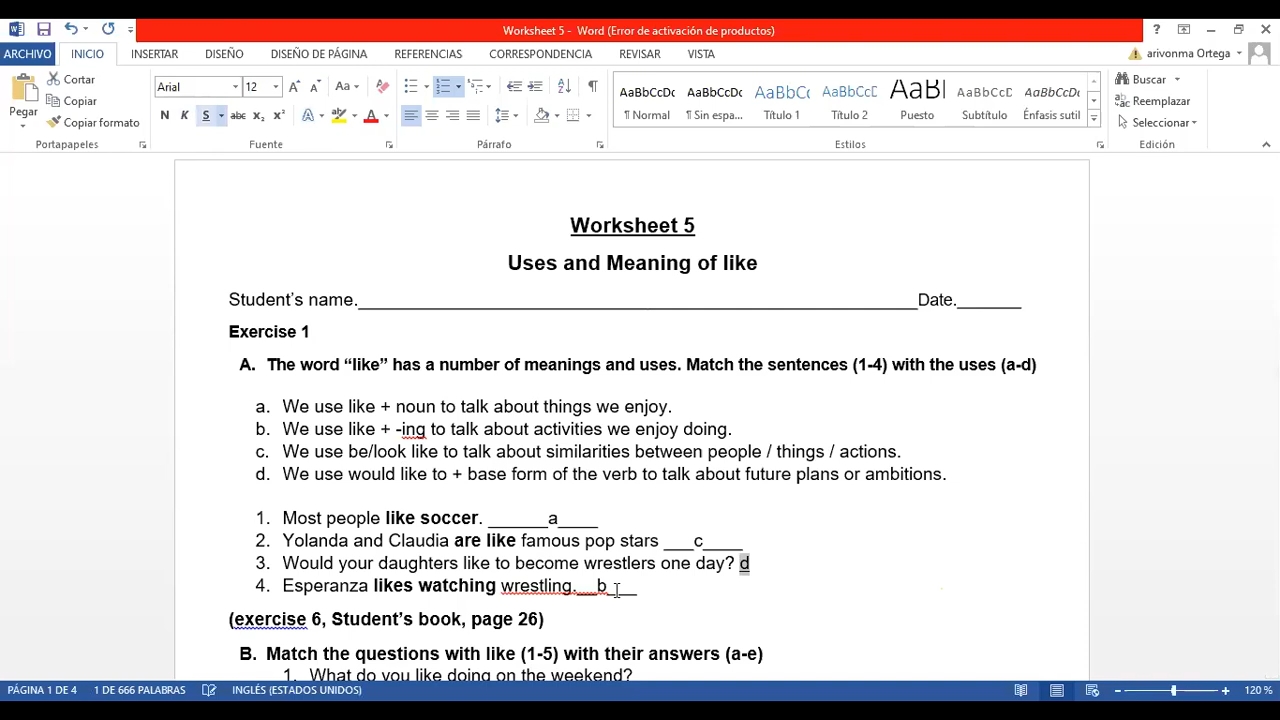 Worksheet 5 - Word (Error de activación de productos)
ARCHIVO INICIO INSERTAR DISEÑO DISEÑO DE PÁGINA REFERENCIAS CORRESPONDENCIA REVISAR VISTA arivonma Ortega
Pegar Cortar Copiar Copiar formato
Arial 12
N K S abc x₂ x² A A
AaBbCcDc AaBbCcDc AaBbCc AaBbCcD AaBl AaBbCcD AaBbCcDc
¶ Normal ¶ Sin espa... Título 1 Título 2 Puesto Subtítulo Énfasis sutil
Buscar
Reemplazar
Seleccionar
Portapapeles Fuente Párrafo Estilos Edición
Worksheet 5
Uses and Meaning of like
Student’s name.________________________________________________________Date._______
Exercise 1
A. The word “like” has a number of meanings and uses. Match the sentences (1-4) with the uses (a-d)
a. We use like + noun to talk about things we enjoy.
b. We use like + -ing to talk about activities we enjoy doing.
c. We use be/look like to talk about similarities between people / things / actions.
d. We use would like to + base form of the verb to talk about future plans or ambitions.
1. Most people like soccer. ______a____
2. Yolanda and Claudia are like famous pop stars ___c____
3. Would your daughters like to become wrestlers one day? d
4. Esperanza likes watching wrestling.__b___
(exercise 6, Student’s book, page 26)
B. Match the questions with like (1-5) with their answers (a-e)
1. What do you like doing on the weekend?
PÁGINA 1 DE 4 1 DE 666 PALABRAS INGLÉS (ESTADOS UNIDOS) 120 %